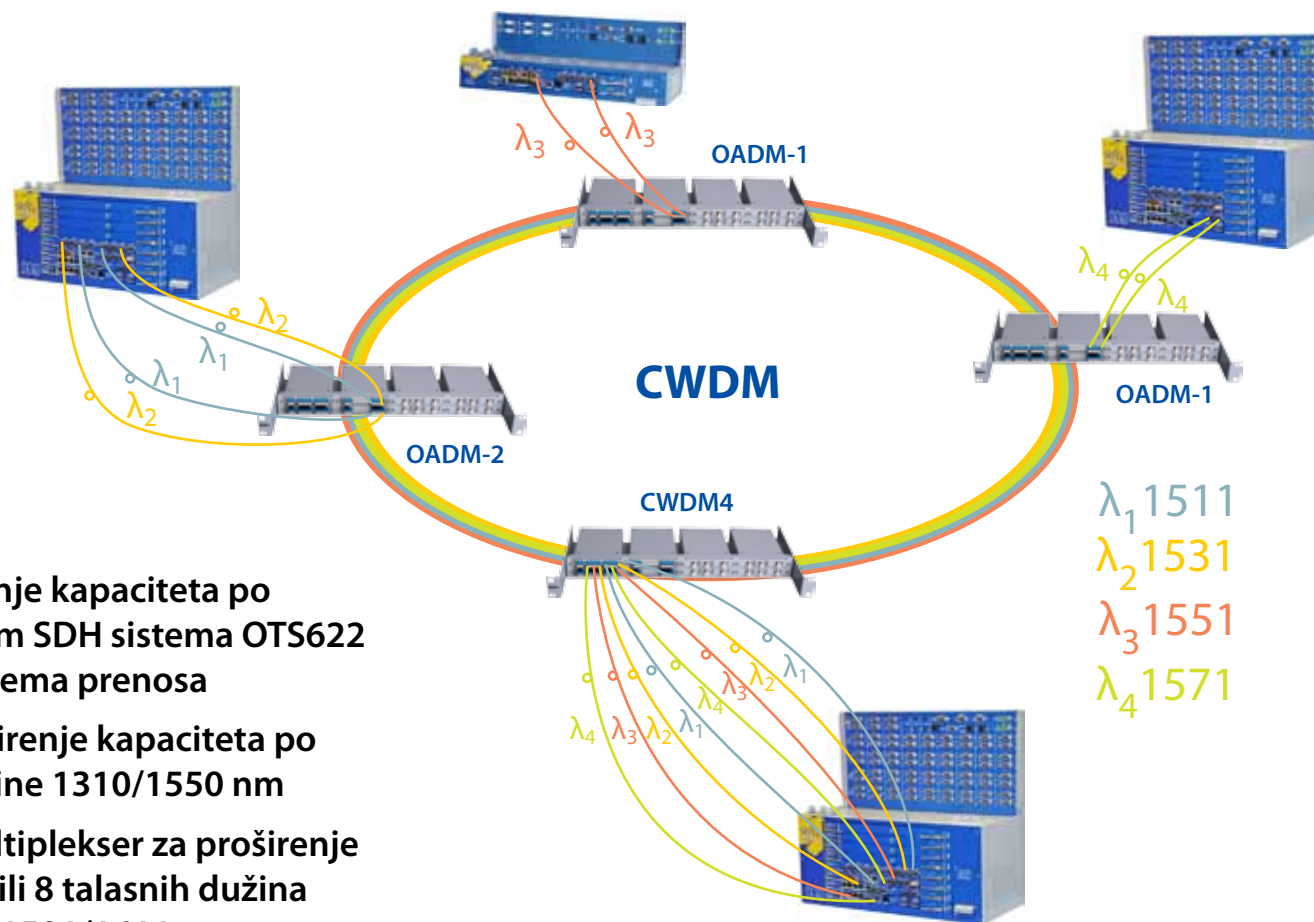 λ3
λ3
OADM-1
λ4
λ4
OADM-1
λ2
λ1
λ1
λ2
OADM-2
CWDM
CWDM4
λ1 1511
λ2 1531
λ3 1551
λ4 1571
λ1
λ2
λ3
λ4
λ1
λ2
λ3
λ4
nje kapaciteta po
m SDH sistema OTS622
ema prenosa
irenje kapaciteta po
ine 1310/1550 nm
ltiplekser za proširenje
ili 8 talasnih dužina